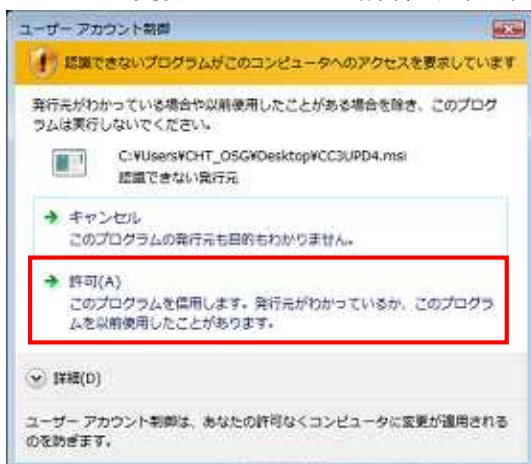 ユーザー アカウント制御
認識できないプログラムがこのコンピュータへのアクセスを要求しています
発行元がわかっている場合や以前使用したことがある場合を除き、このプログ
ラムは実行しないでください。
C:¥Users¥CHT_OSG¥Desktop¥CC3UPD4.msi
認識できない発行元
キャンセル
このプログラムの発行元も目的もわかりません。
許可(A)
このプログラムを信用します。発行元がわかっているか、このプログラ
ムを以前使用したことがあります。
詳細(D)
ユーザー アカウント制御は、あなたの許可なくコンピュータに変更が適用される
のを防ぎます。